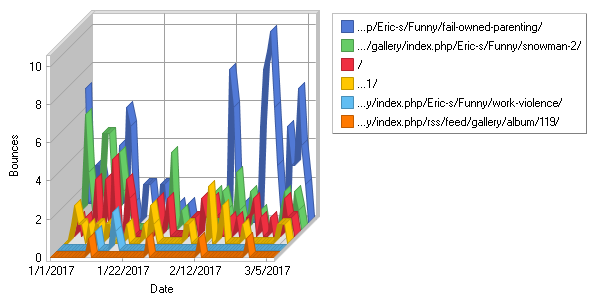 ...p/Eric-s/Funny/fail-owned-parenting/
.../gallery/index.php/Eric-s/Funny/snowman-2/
/
...1/
...y/index.php/Eric-s/Funny/work-violence/
...y/index.php/rss/feed/gallery/album/119/
Bounces
10
8
6
4
2
0
1/1/2017
1/22/2017
2/12/2017
3/5/2017
Date